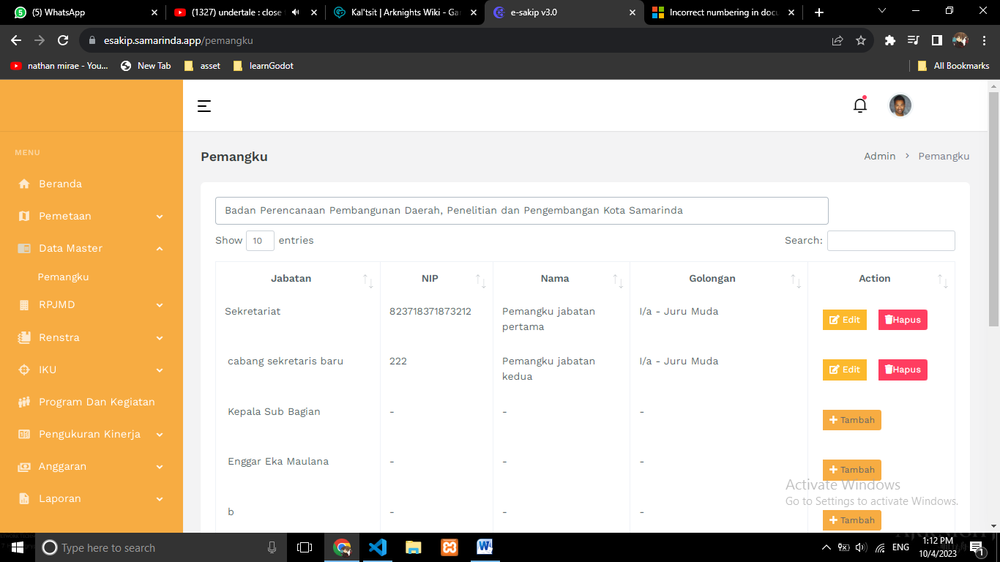 (5) WhatsApp
(1327) undertale : close
Kal'tsit | Arknights Wiki - Ga
e-sakip v3.0
Incorrect numbering in docu
esakip.samarinda.app/pemangku
nathan mirae - You...
New Tab
asset
learnGodot
All Bookmarks
MENU
Beranda
Pemetaan
Data Master
Pemangku
RPJMD
Renstra
IKU
Program Dan Kegiatan
Pengukuran Kinerja
Anggaran
Laporan
Pemangku
Admin > Pemangku
Badan Perencanaan Pembangunan Daerah, Penelitian dan Pengembangan Kota Samarinda
Show 10 entries
Search:
Jabatan NIP Nama Golongan Action
Sekretariat 823718371873212 Pemangku jabatan pertama I/a - Juru Muda Edit Hapus
cabang sekretaris baru 222 Pemangku jabatan kedua I/a - Juru Muda Edit Hapus
Kepala Sub Bagian - - - + Tambah
Enggar Eka Maulana - - - + Tambah
b - - - + Tambah
Activate Windows
Go to Settings to activate Windows.
Type here to search
ENG
1:12 PM
10/4/2023
1